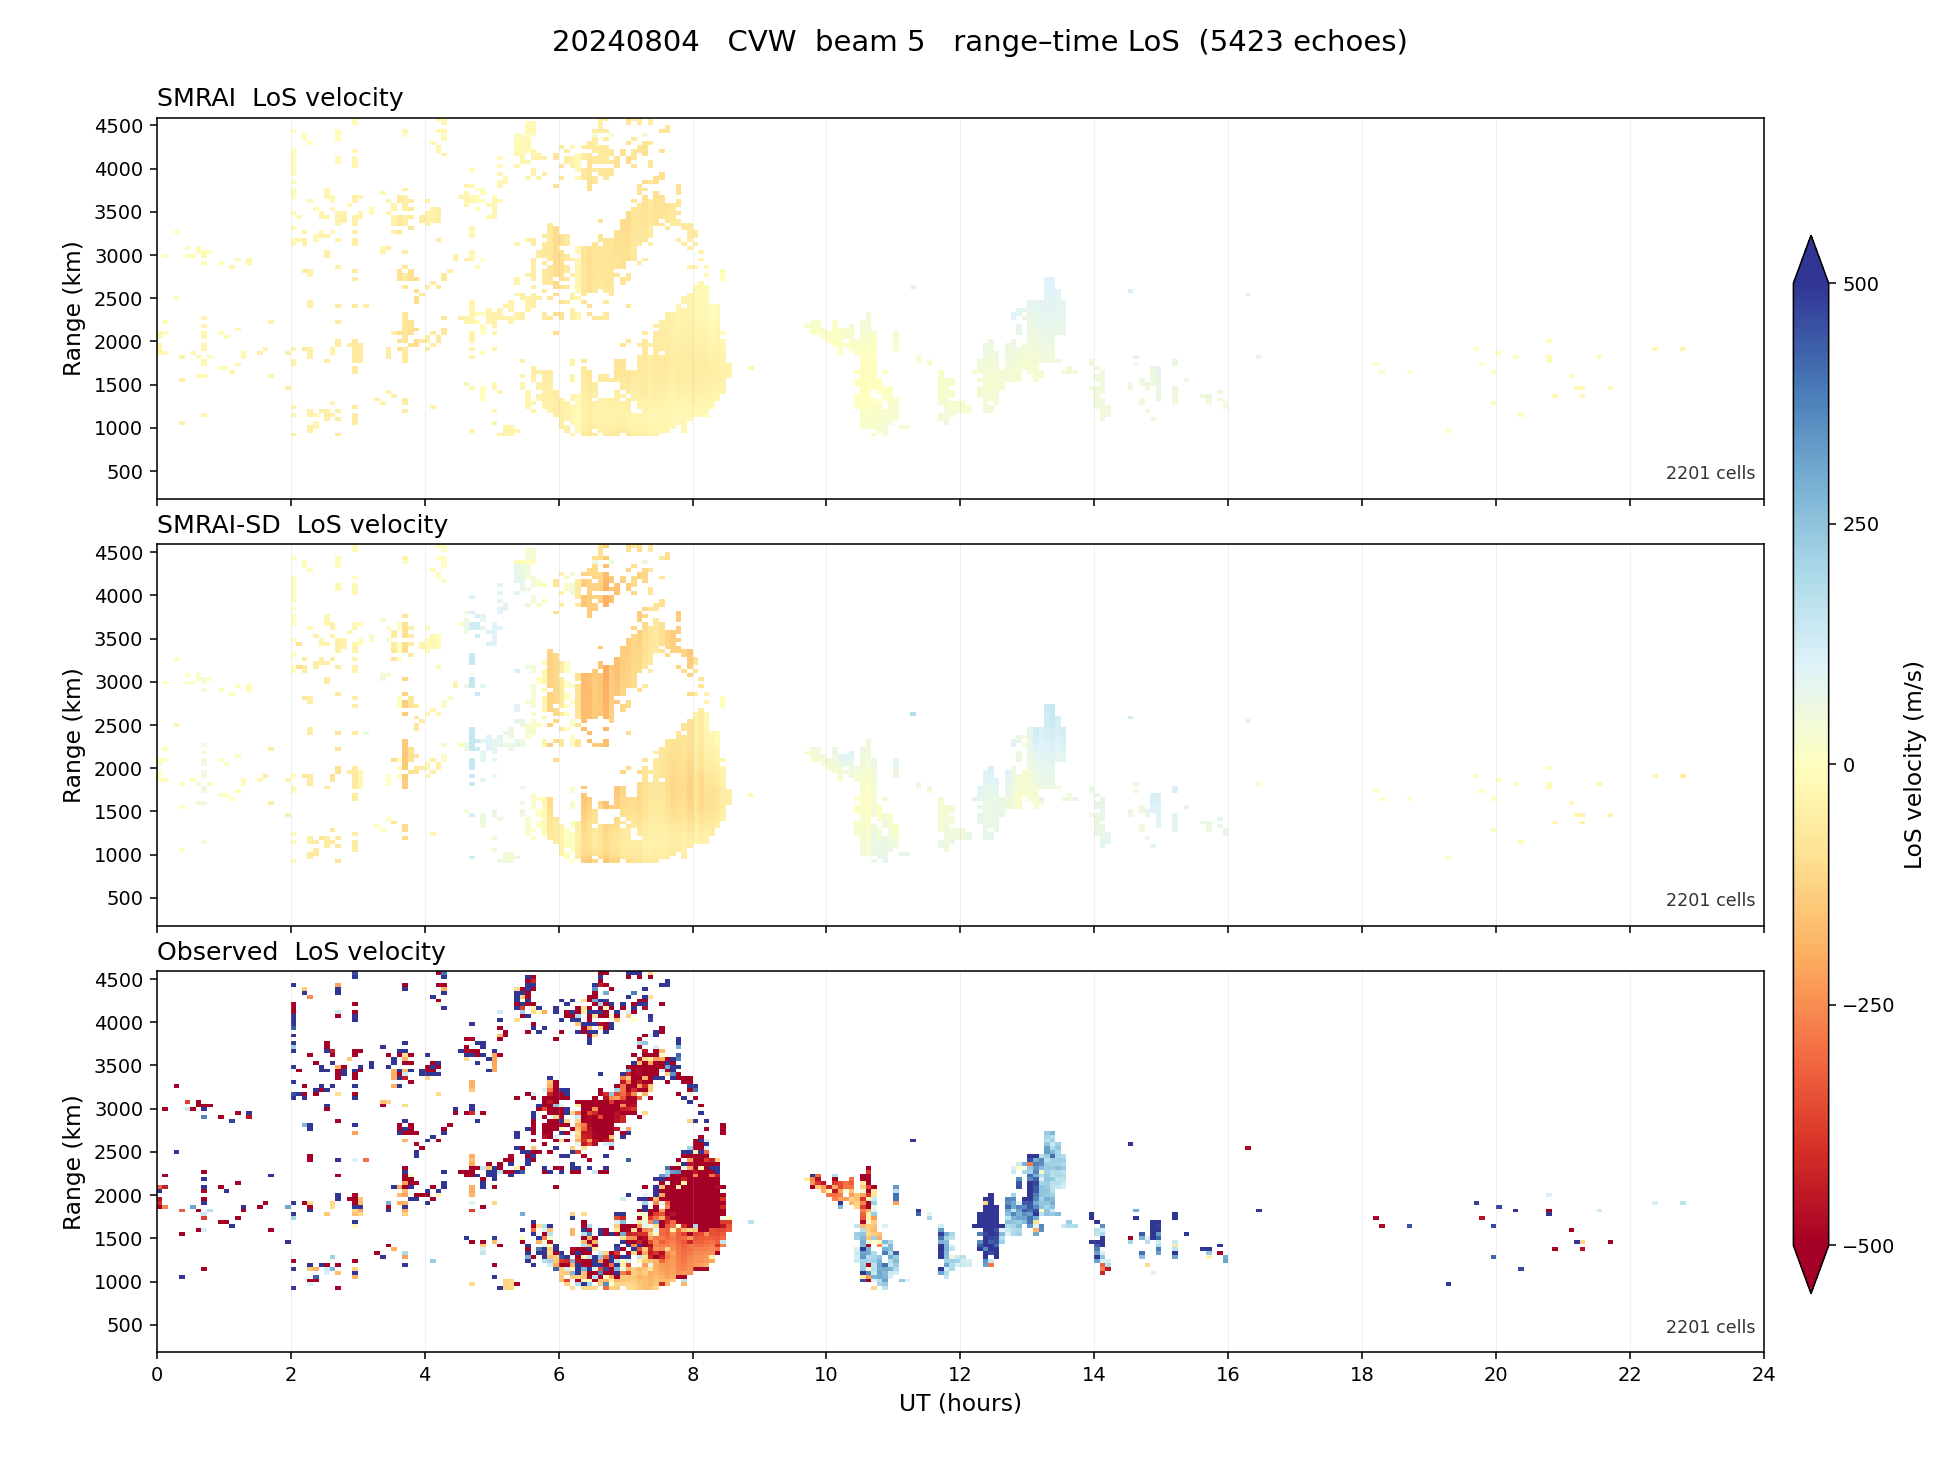 20240804   CVW  beam 5   range–time LoS  (5423 echoes)
SMRAI  LoS velocity
4500
4000
3500
3000
2500
2000
1500
1000
500
Range (km)
2201 cells
SMRAI-SD  LoS velocity
4500
4000
3500
3000
2500
2000
1500
1000
500
Range (km)
2201 cells
Observed  LoS velocity
4500
4000
3500
3000
2500
2000
1500
1000
500
Range (km)
2201 cells
0 2 4 6 8 10 12 14 16 18 20 22 24
UT (hours)
500
250
0
−250
−500
LoS velocity (m/s)